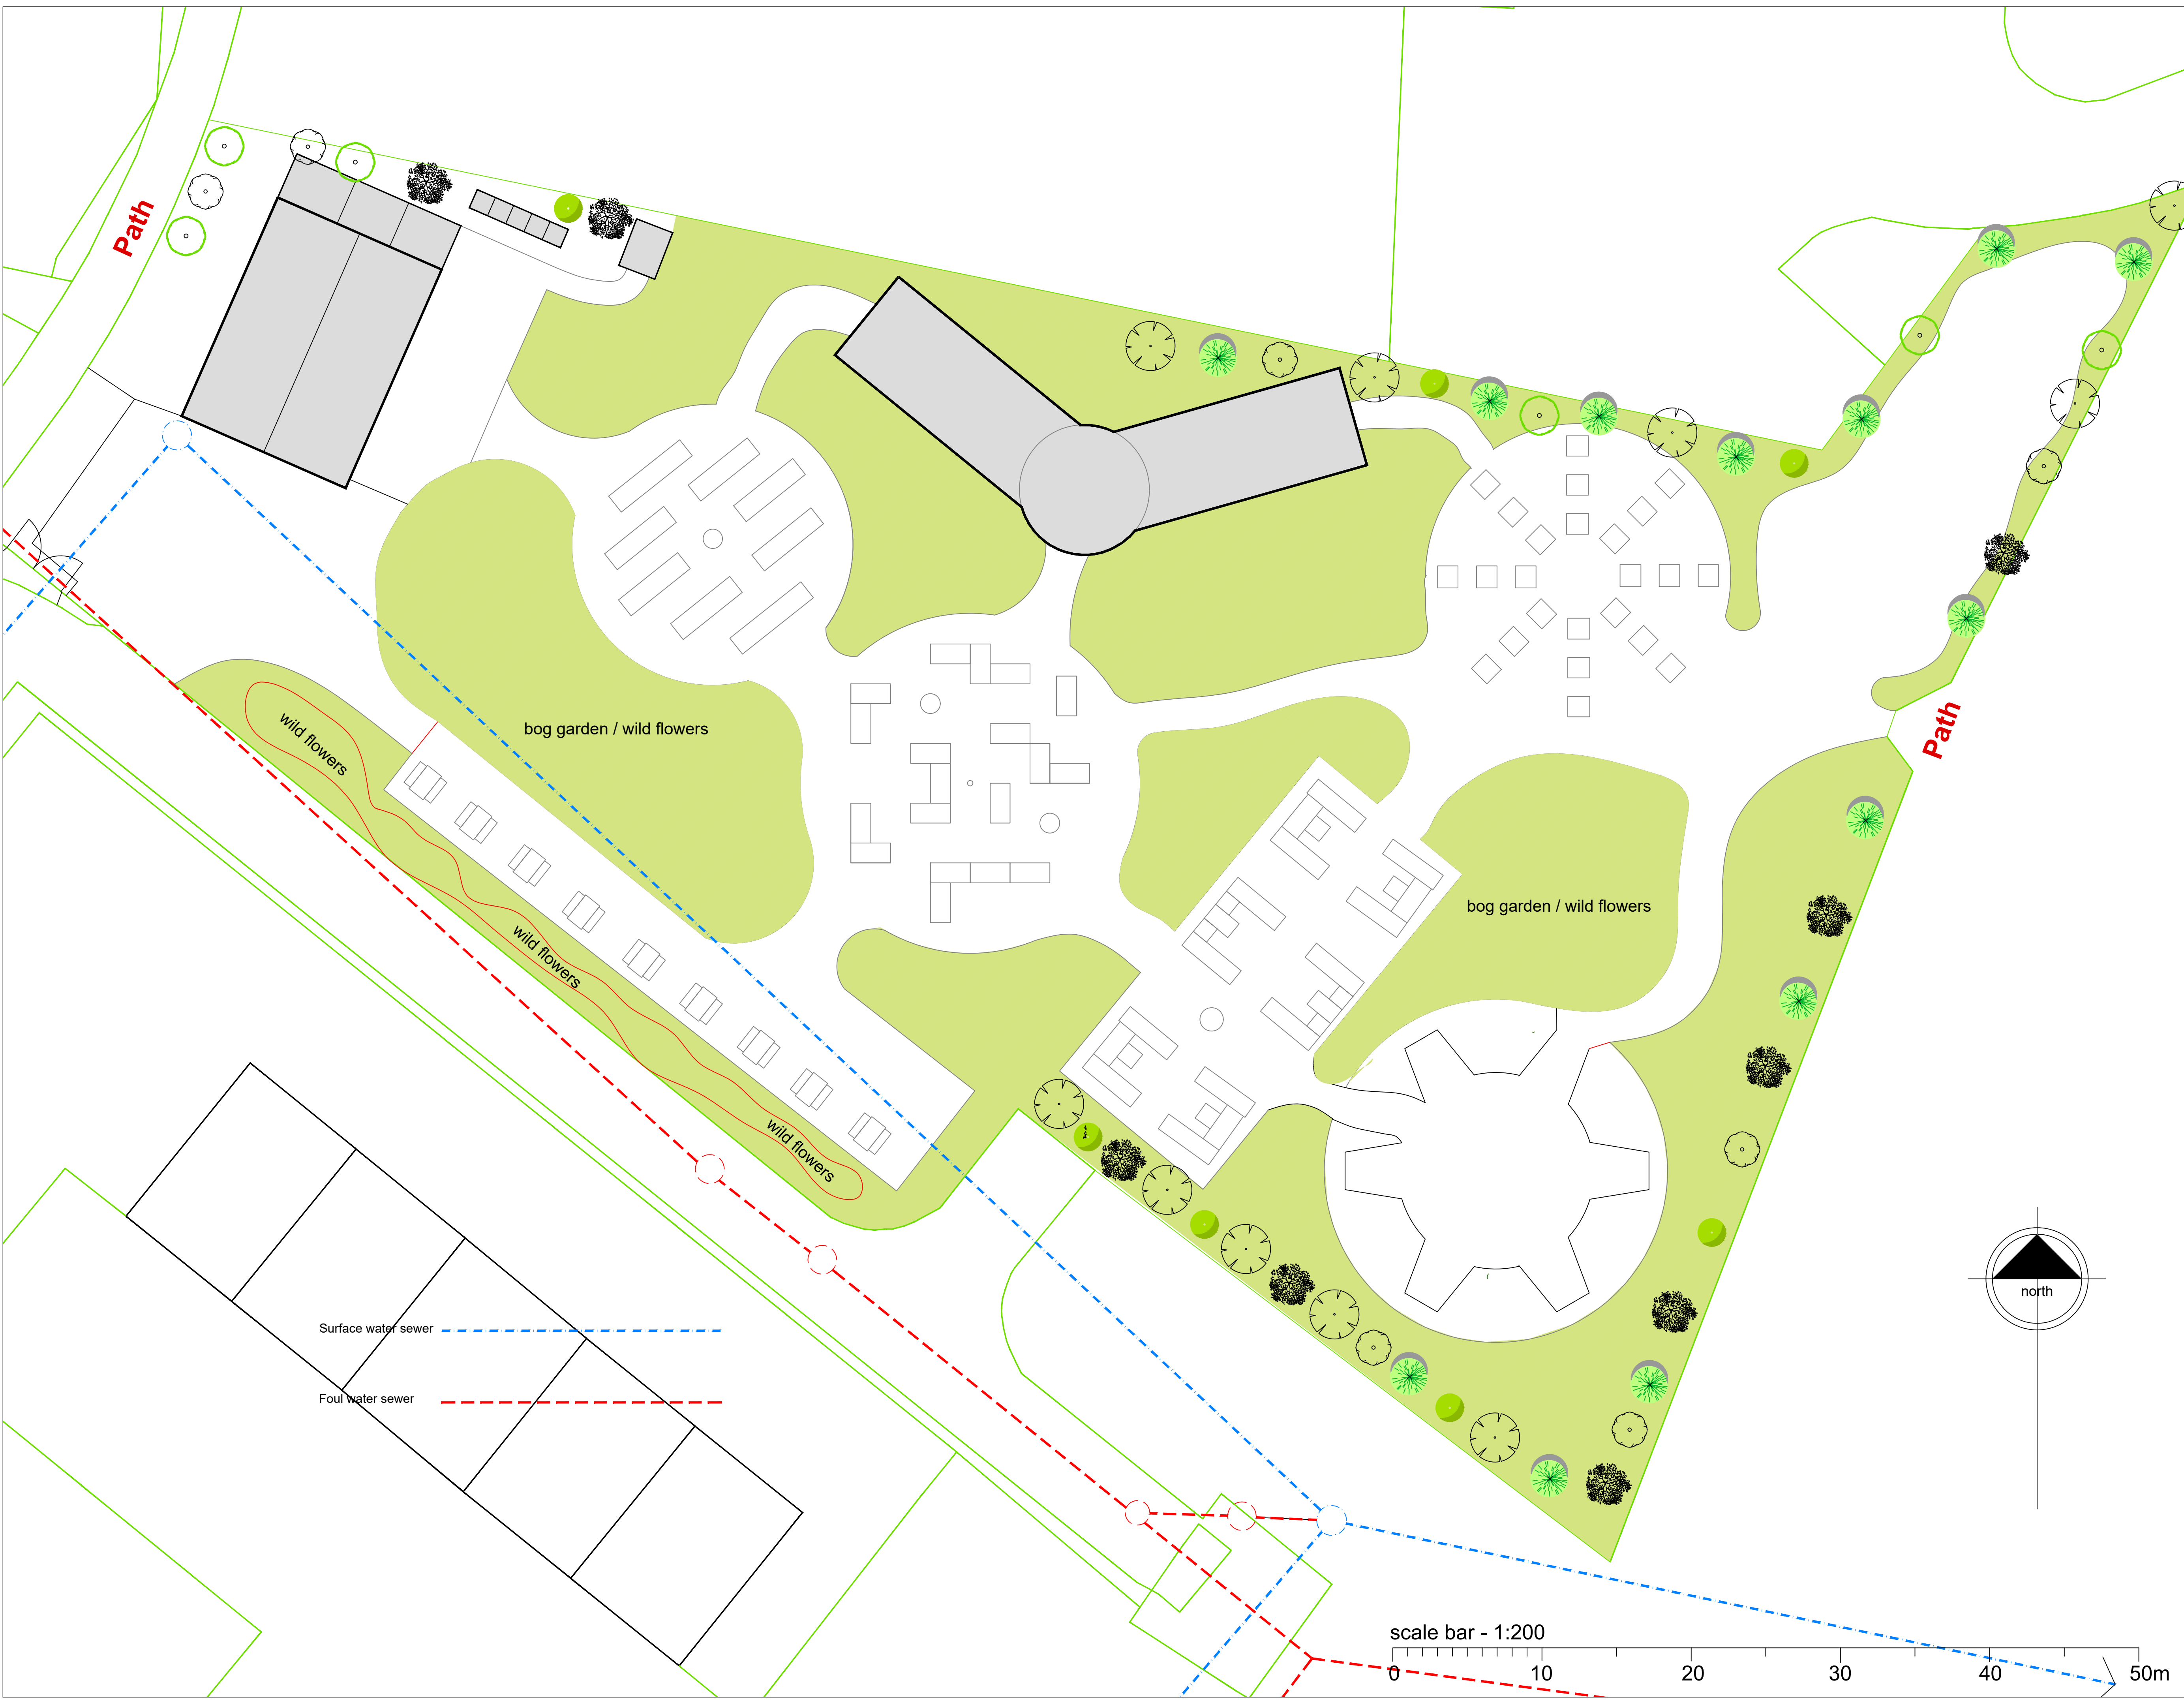 Path
bog garden / wild flowers
wild flowers
Path
bog garden / wild flowers
wild flowers
wild flowers
north
Surface water sewer
Foul water sewer
scale bar - 1:200
0 10 20 30 40 50m